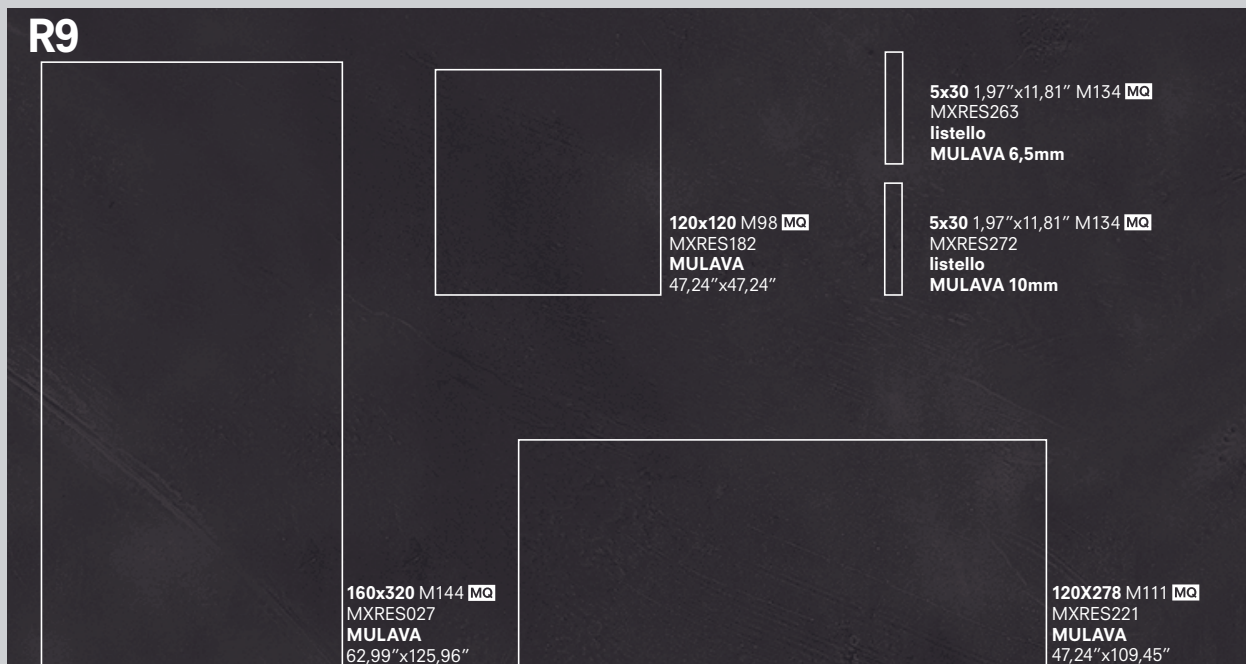 R9
5x30 1,97”x11,81” M134 MQ
MXRES263
listello
MULAVA 6,5mm
120x120 M98 MQ
MXRES182
MULAVA
47,24”x47,24”
5x30 1,97”x11,81” M134 MQ
MXRES272
listello
MULAVA 10mm
160x320 M144 MQ
MXRES027
MULAVA
62,99”x125,96”
120X278 M111 MQ
MXRES221
MULAVA
47,24”x109,45”